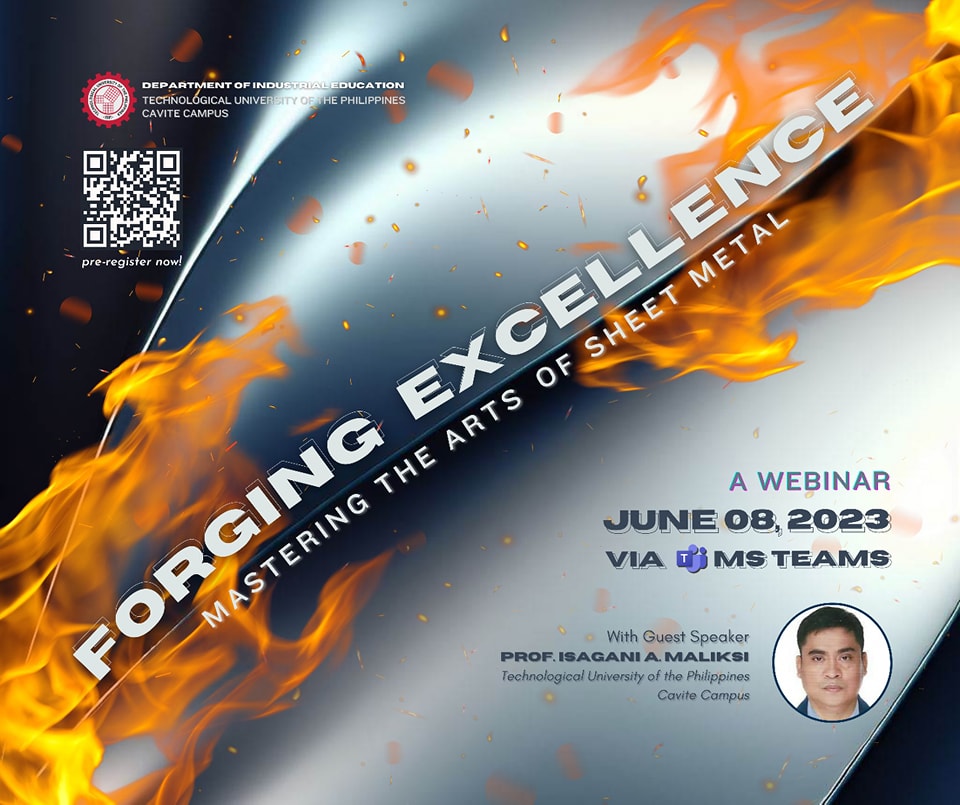 DEPARTMENT OF INDUSTRIAL EDUCATION
TECHNOLOGICAL UNIVERSITY OF THE PHILIPPINES
CAVITE CAMPUS
pre-register now!
FORGING EXCELLENCE
MASTERING THE ARTS OF SHEET METAL
A WEBINAR
JUNE 08, 2023
VIA MS TEAMS
With Guest Speaker
PROF. ISAGANI A. MALIKSI
Technological University of the Philippines
Cavite Campus